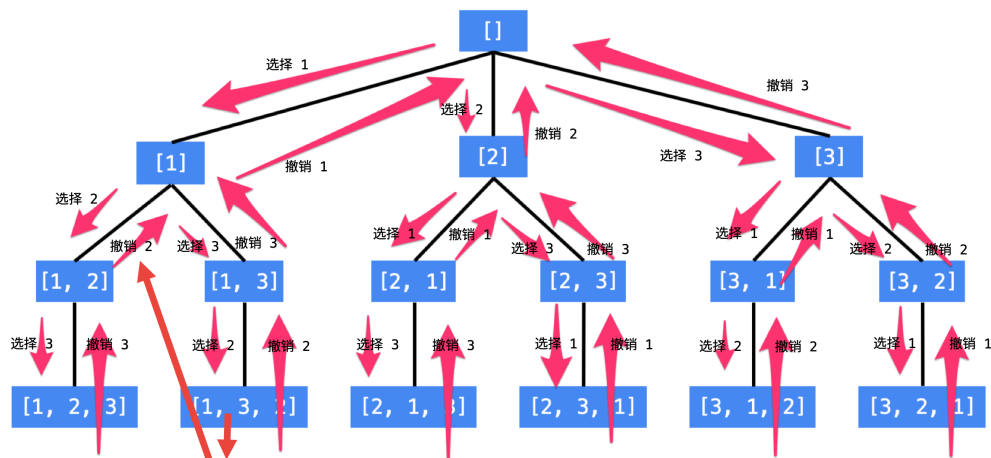 []
选择 1
撤销 3
选择 2
撤销 1
撤销 2
选择 3
[1]
[2]
[3]
选择 2
撤销 2
选择 3
撤销 3
选择 1
撤销 1
选择 3
撤销 3
选择 1
撤销 1
选择 2
撤销 2
[1, 2]
[1, 3]
[2, 1]
[2, 3]
[3, 1]
[3, 2]
选择 3
撤销 3
选择 2
撤销 2
选择 3
撤销 3
选择 1
撤销 1
选择 2
撤销 2
选择 1
撤销 1
[1, 2, 3]
[1, 3, 2]
[2, 1, 3]
[2, 3, 1]
[3, 1, 2]
[3, 2, 1]